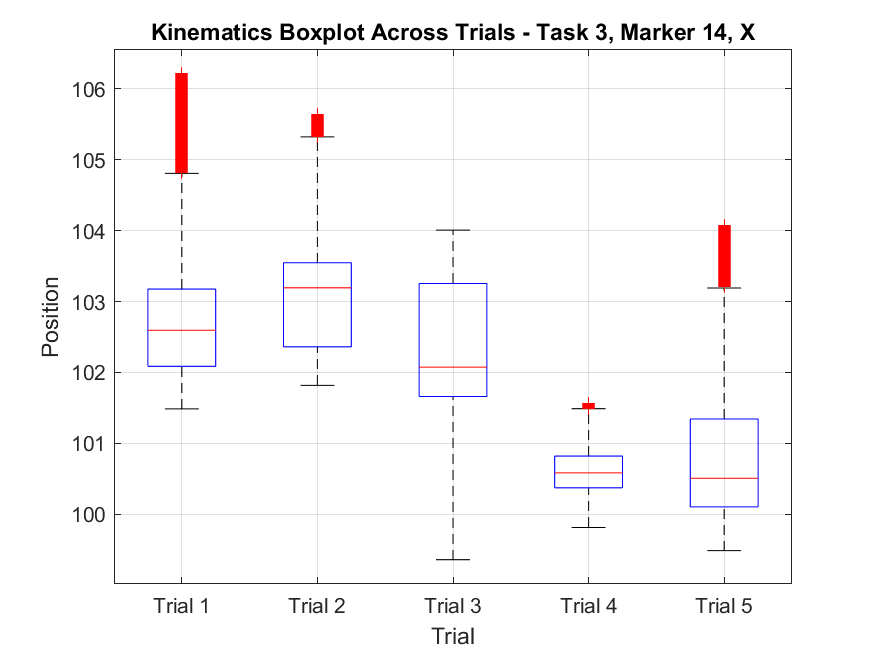 Kinematics Boxplot Across Trials - Task 3, Marker 14, X
106
105
104
103
102
101
100
Position
Trial 1 Trial 2 Trial 3 Trial 4 Trial 5
Trial